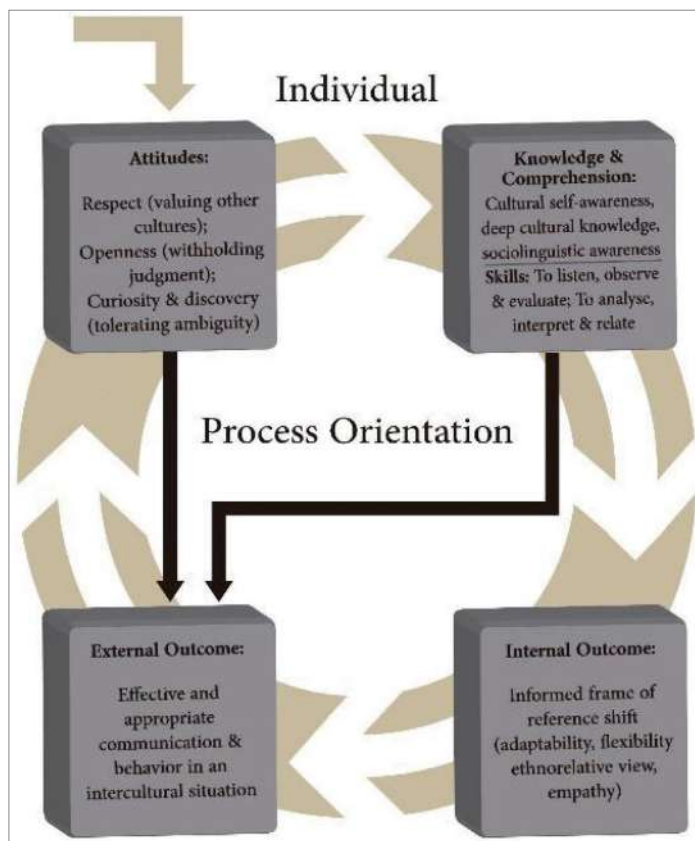 Individual
Attitudes:
Respect (valuing other
cultures);
Openness (withholding
judgment);
Curiosity & discovery
(tolerating ambiguity)
Knowledge &
Comprehension:
Cultural self-awareness,
deep cultural knowledge,
sociolinguistic awareness
Skills: To listen, observe
& evaluate; To analyse,
interpret & relate
Process Orientation
External Outcome:
Effective and
appropriate
communication &
behavior in an
intercultural situation
Internal Outcome:
Informed frame of
reference shift
(adaptability, flexibility
ethnorelative view,
empathy)